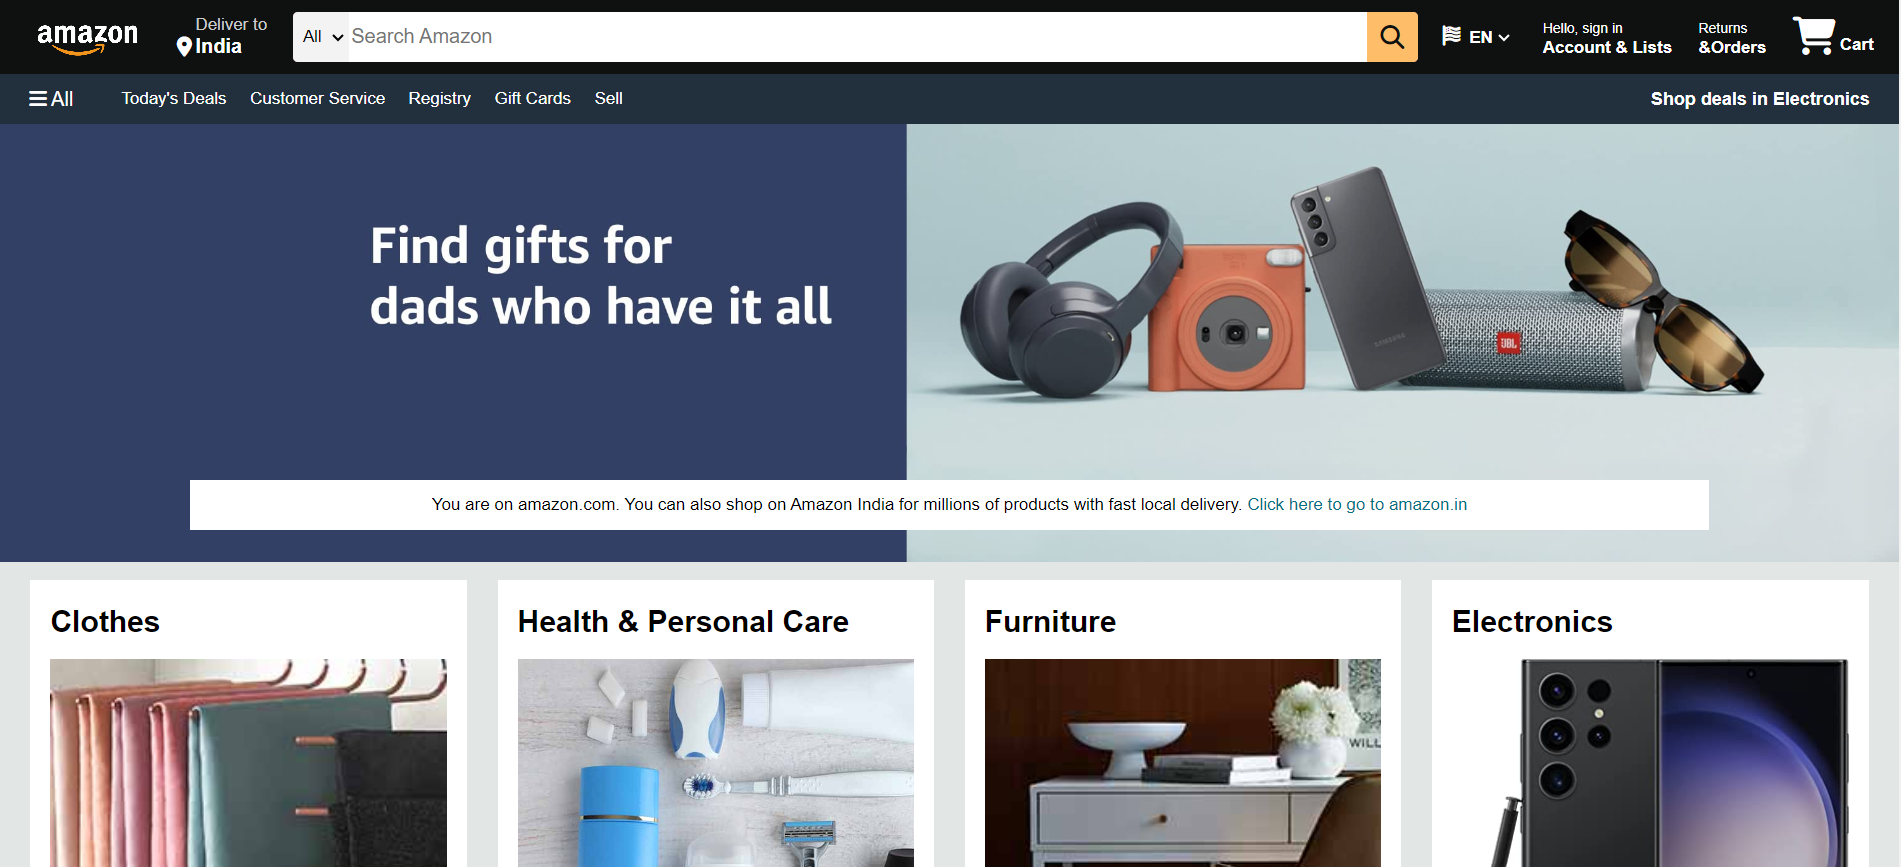 amazon
Deliver to
India
All
Search Amazon
EN
Hello, sign in
Account & Lists
Returns
&Orders
Cart
All
Today's Deals
Customer Service
Registry
Gift Cards
Sell
Shop deals in Electronics
Find gifts for
dads who have it all
SAMSUNG
JBL
You are on amazon.com. You can also shop on Amazon India for millions of products with fast local delivery. Click here to go to amazon.in
Clothes
Health & Personal Care
Furniture
Electronics
WILL